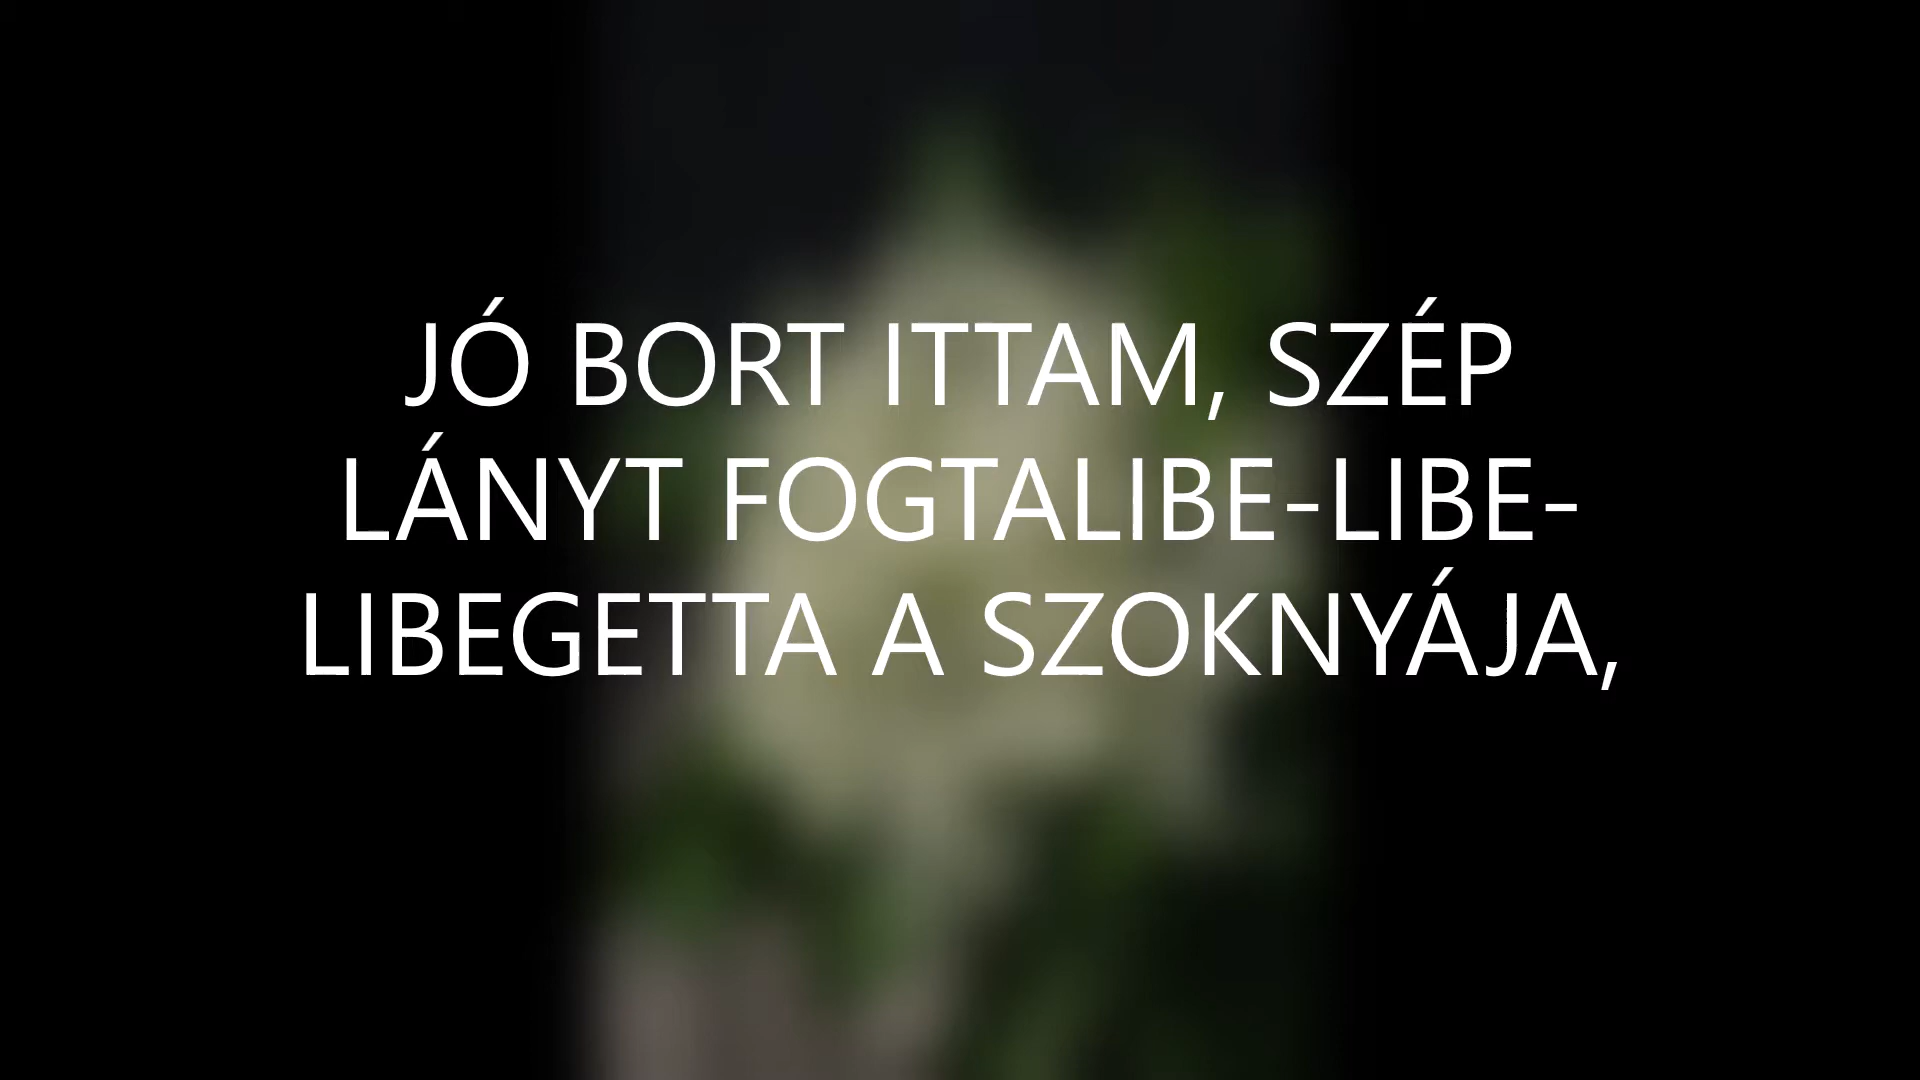 JÓ BORT ITTAM, SZÉP
LÁNYT FOGTALIBE-LIBE-
LIBEGETTA A SZOKNYÁJA,